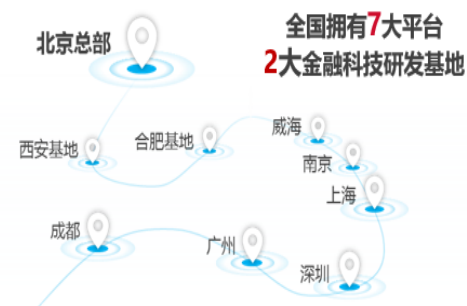 全国拥有7大平台
2大金融科技研发基地
北京总部
西安基地
合肥基地
威海
南京
上海
成都
广州
深圳